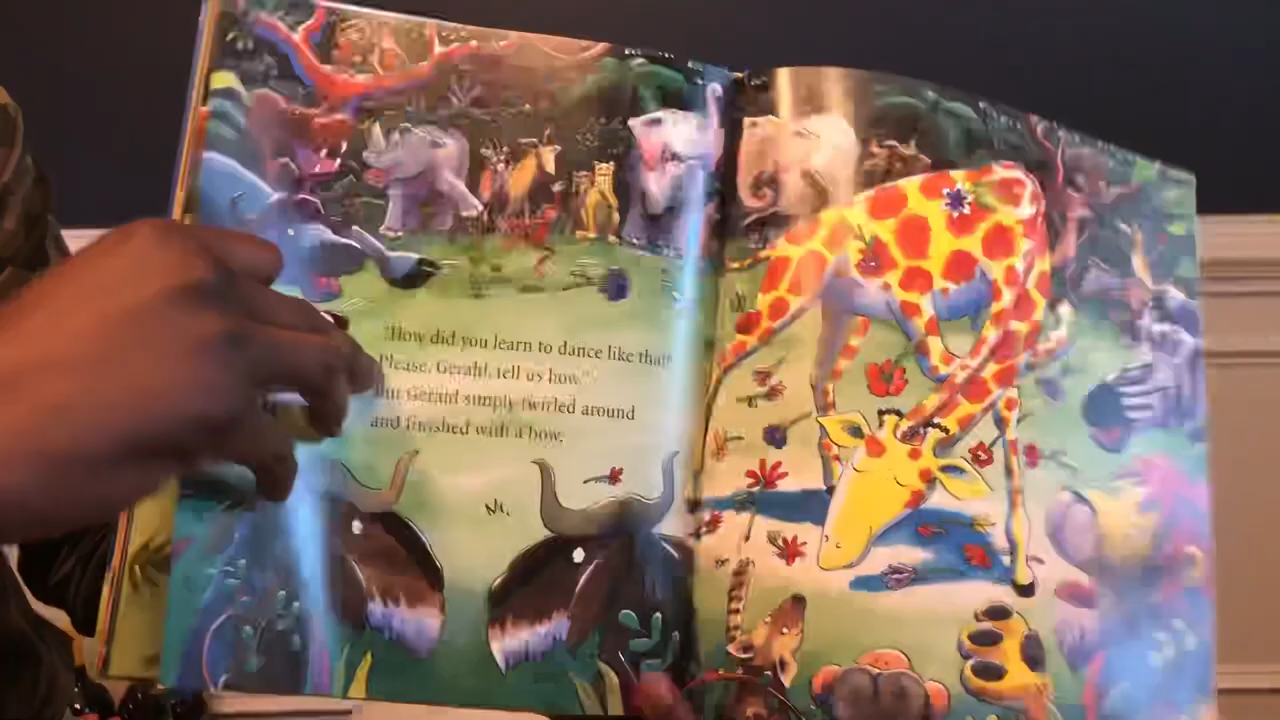 "How did you learn to dance like that?
Please, Gerald, tell us how."
But Gerald simply twirled around
and finished with a bow.